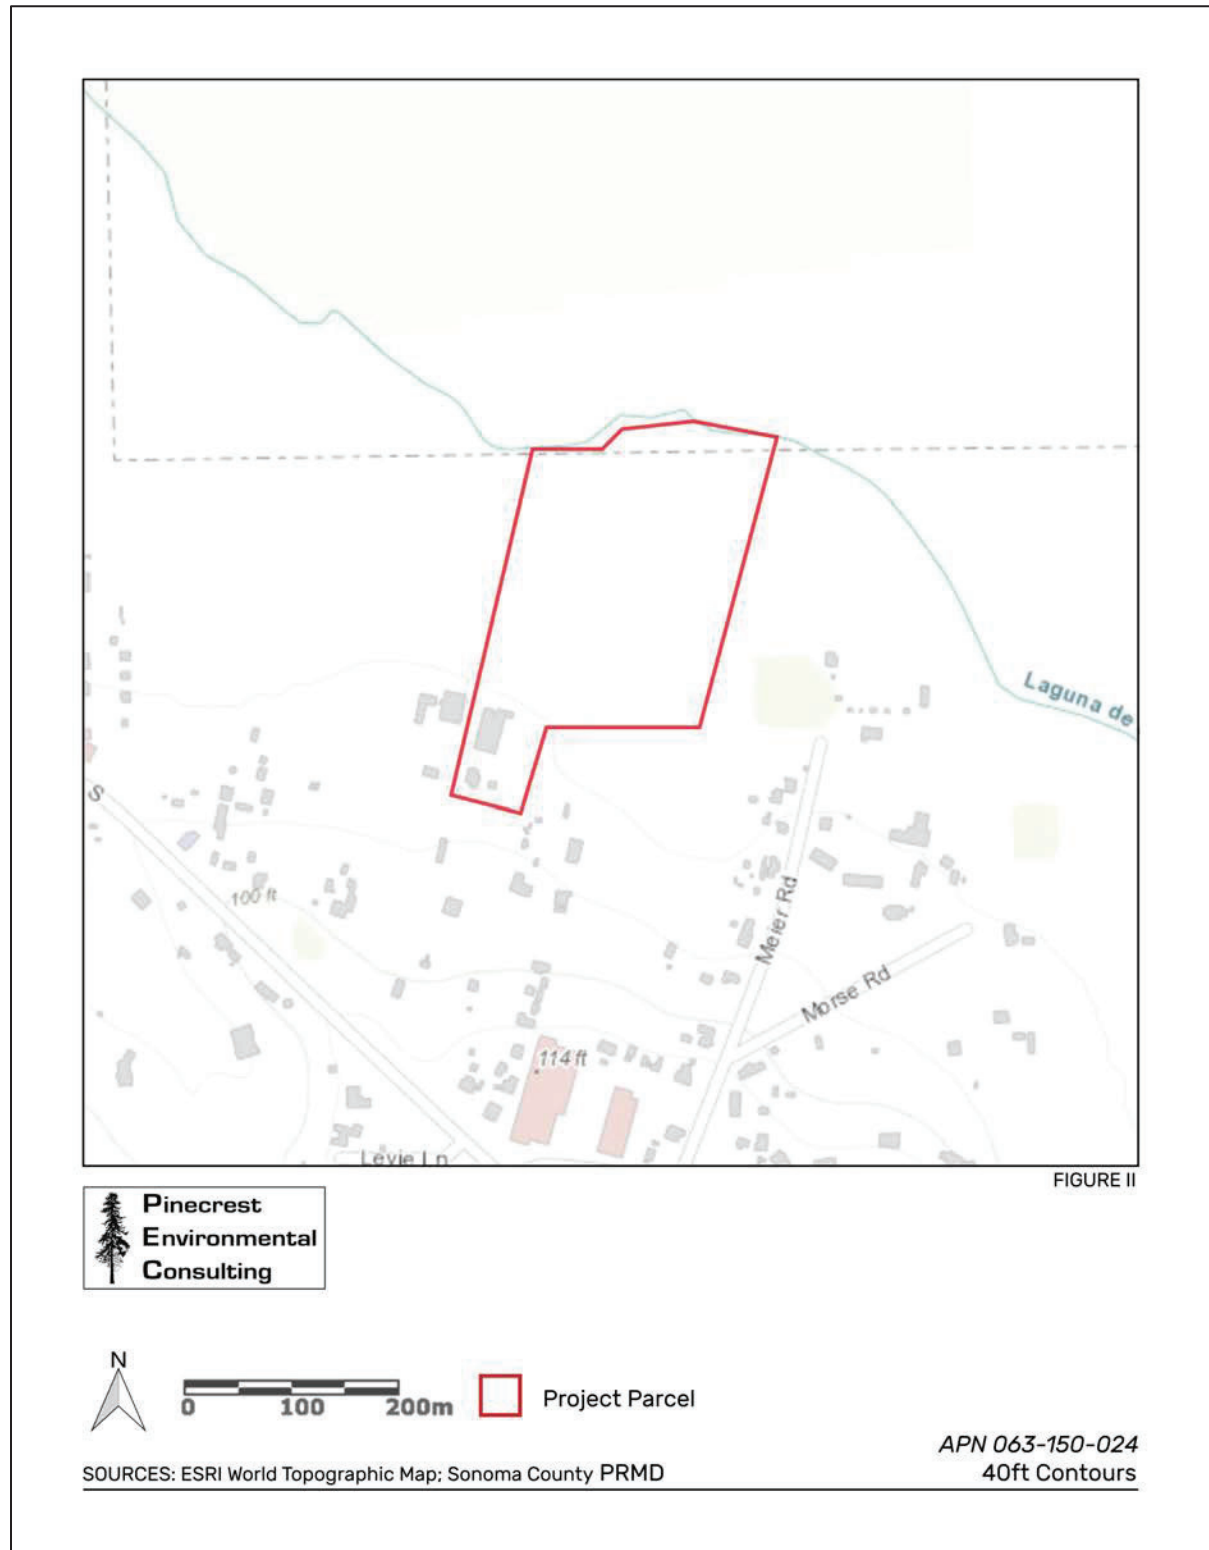 Laguna de
S
100 ft
Meier Rd
Morse Rd
114 ft
Levie Ln
FIGURE II
Pinecrest
Environmental
Consulting
N
0 100 200m
Project Parcel
APN 063-150-024
SOURCES: ESRI World Topographic Map; Sonoma County PRMD
40ft Contours